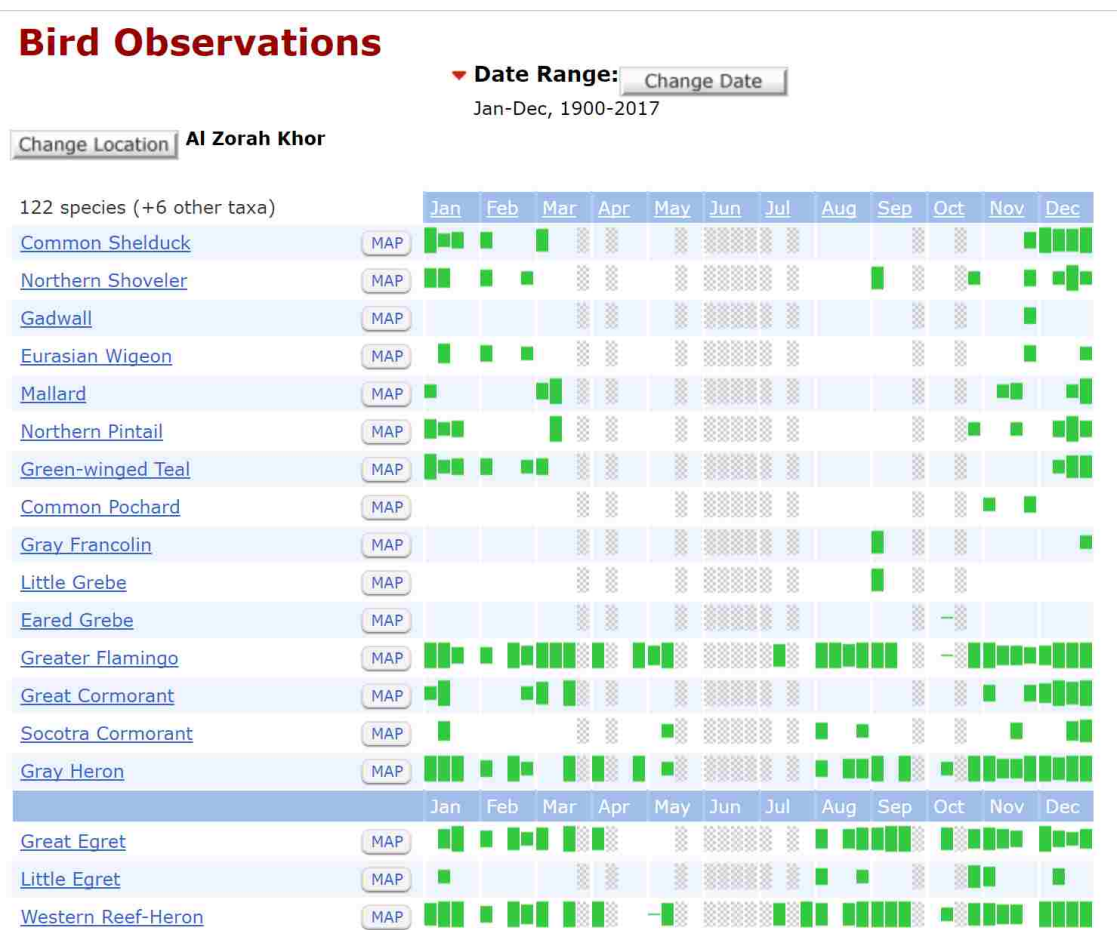 Bird Observations
Date Range: Change Date
Jan-Dec, 1900-2017
Change Location Al Zorah Khor
122 species (+6 other taxa) Jan Feb Mar Apr May Jun Jul Aug Sep Oct Nov Dec
Common Shelduck MAP
Northern Shoveler MAP
Gadwall MAP
Eurasian Wigeon MAP
Mallard MAP
Northern Pintail MAP
Green-winged Teal MAP
Common Pochard MAP
Gray Francolin MAP
Little Grebe MAP
Eared Grebe MAP
Greater Flamingo MAP
Great Cormorant MAP
Socotra Cormorant MAP
Gray Heron MAP
Jan Feb Mar Apr May Jun Jul Aug Sep Oct Nov Dec
Great Egret MAP
Little Egret MAP
Western Reef-Heron MAP